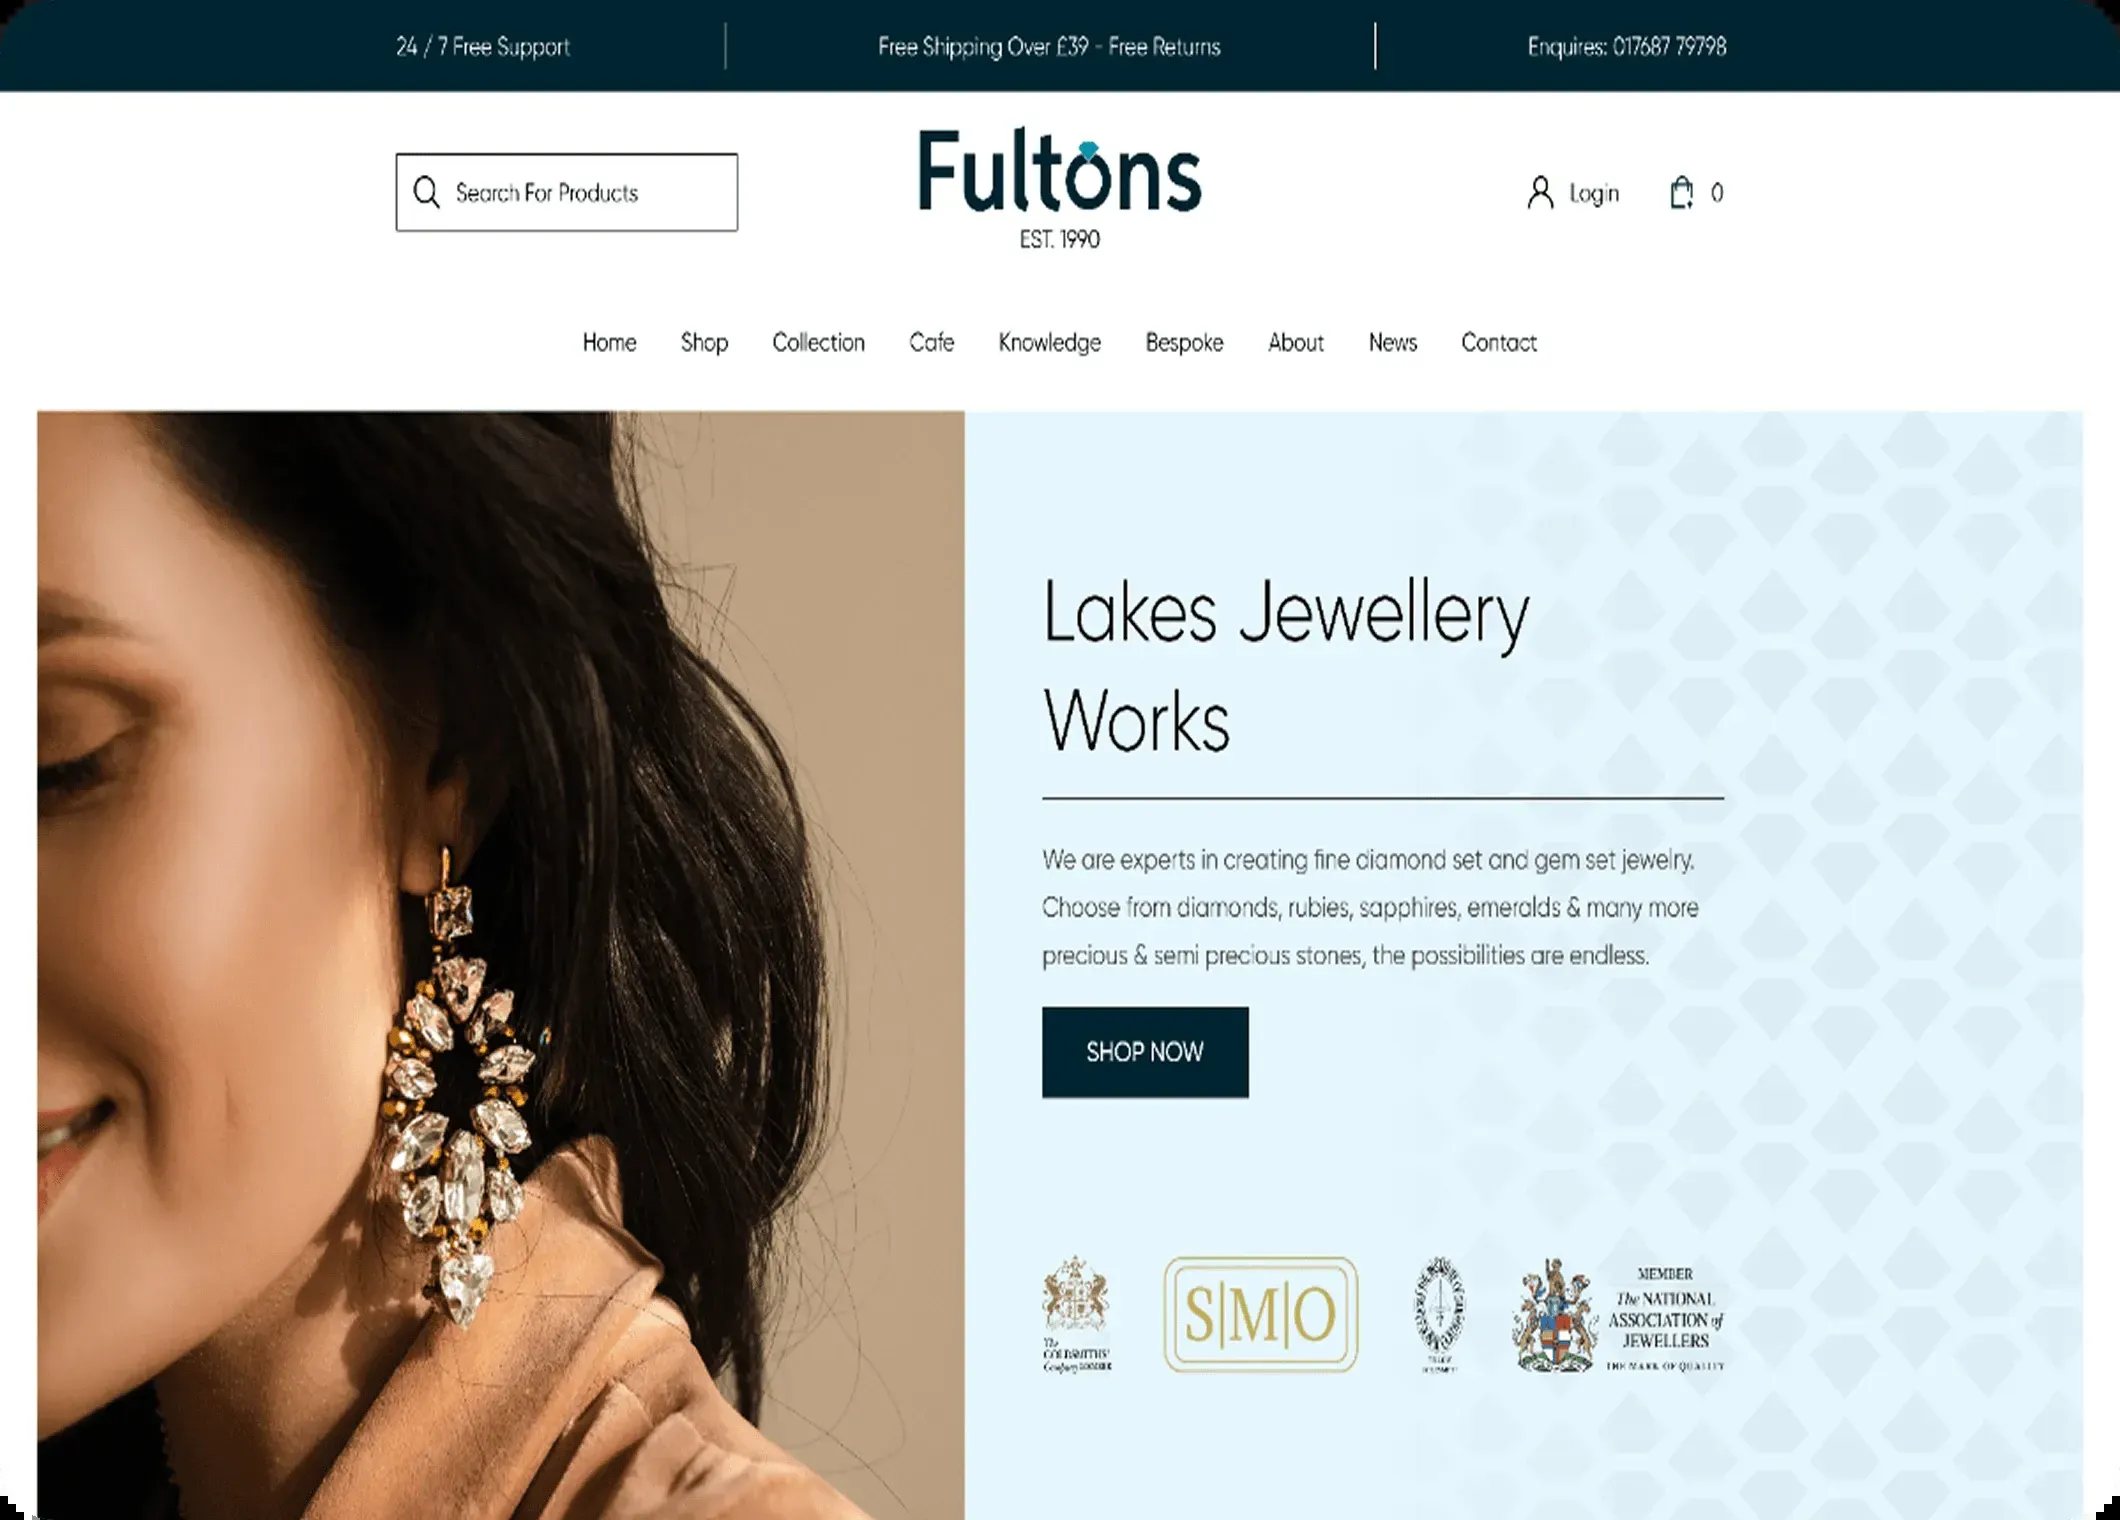 24 / 7 Free Support
Free Shipping Over £39 - Free Returns
Enquires: 017687 79798
Search For Products
Fultons
EST. 1990
Login
0
Home Shop Collection Cafe Knowledge Bespoke About News Contact
Lakes Jewellery
Works
We are experts in creating fine diamond set and gem set jewelry.
Choose from diamonds, rubies, sapphires, emeralds & many more
precious & semi precious stones, the possibilities are endless.
SHOP NOW
The
GOLDSMITHS'
Company
S|M|O
MEMBER
The NATIONAL
ASSOCIATION of
JEWELLERS
THE MARK OF QUALITY